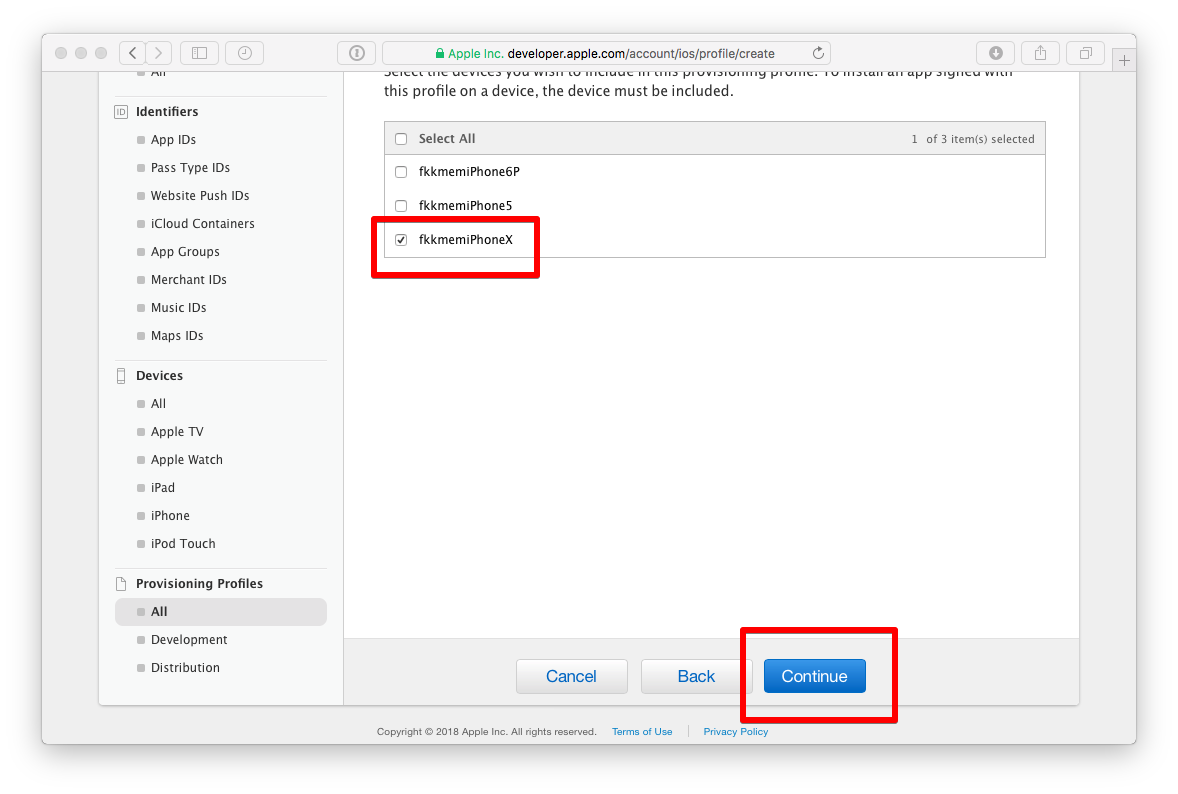 Apple Inc. developer.apple.com/account/ios/profile/create
All
Identifiers
App IDs
Pass Type IDs
Website Push IDs
iCloud Containers
App Groups
Merchant IDs
Music IDs
Maps IDs
Devices
All
Apple TV
Apple Watch
iPad
iPhone
iPod Touch
Provisioning Profiles
All
Development
Distribution
Select the devices you wish to include in this provisioning profile. To install an app signed with
this profile on a device, the device must be included.
Select All 1 of 3 item(s) selected
fkkmemiPhone6P
fkkmemiPhone5
fkkmemiPhoneX
Cancel Back Continue
Copyright © 2018 Apple Inc. All rights reserved. Terms of Use Privacy Policy